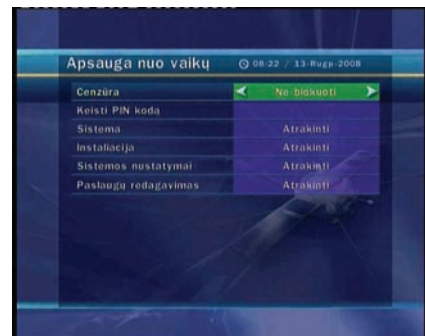 Apsauga nuo vaikų 08:22 / 13-Rugp-2008
Cenzūra Ne blokuoti
Keisti PIN kodą
Sistema Atrakinti
Instaliacija Atrakinti
Sistemos nustatymai Atrakinti
Paslaugų redagavimas Atrakinti